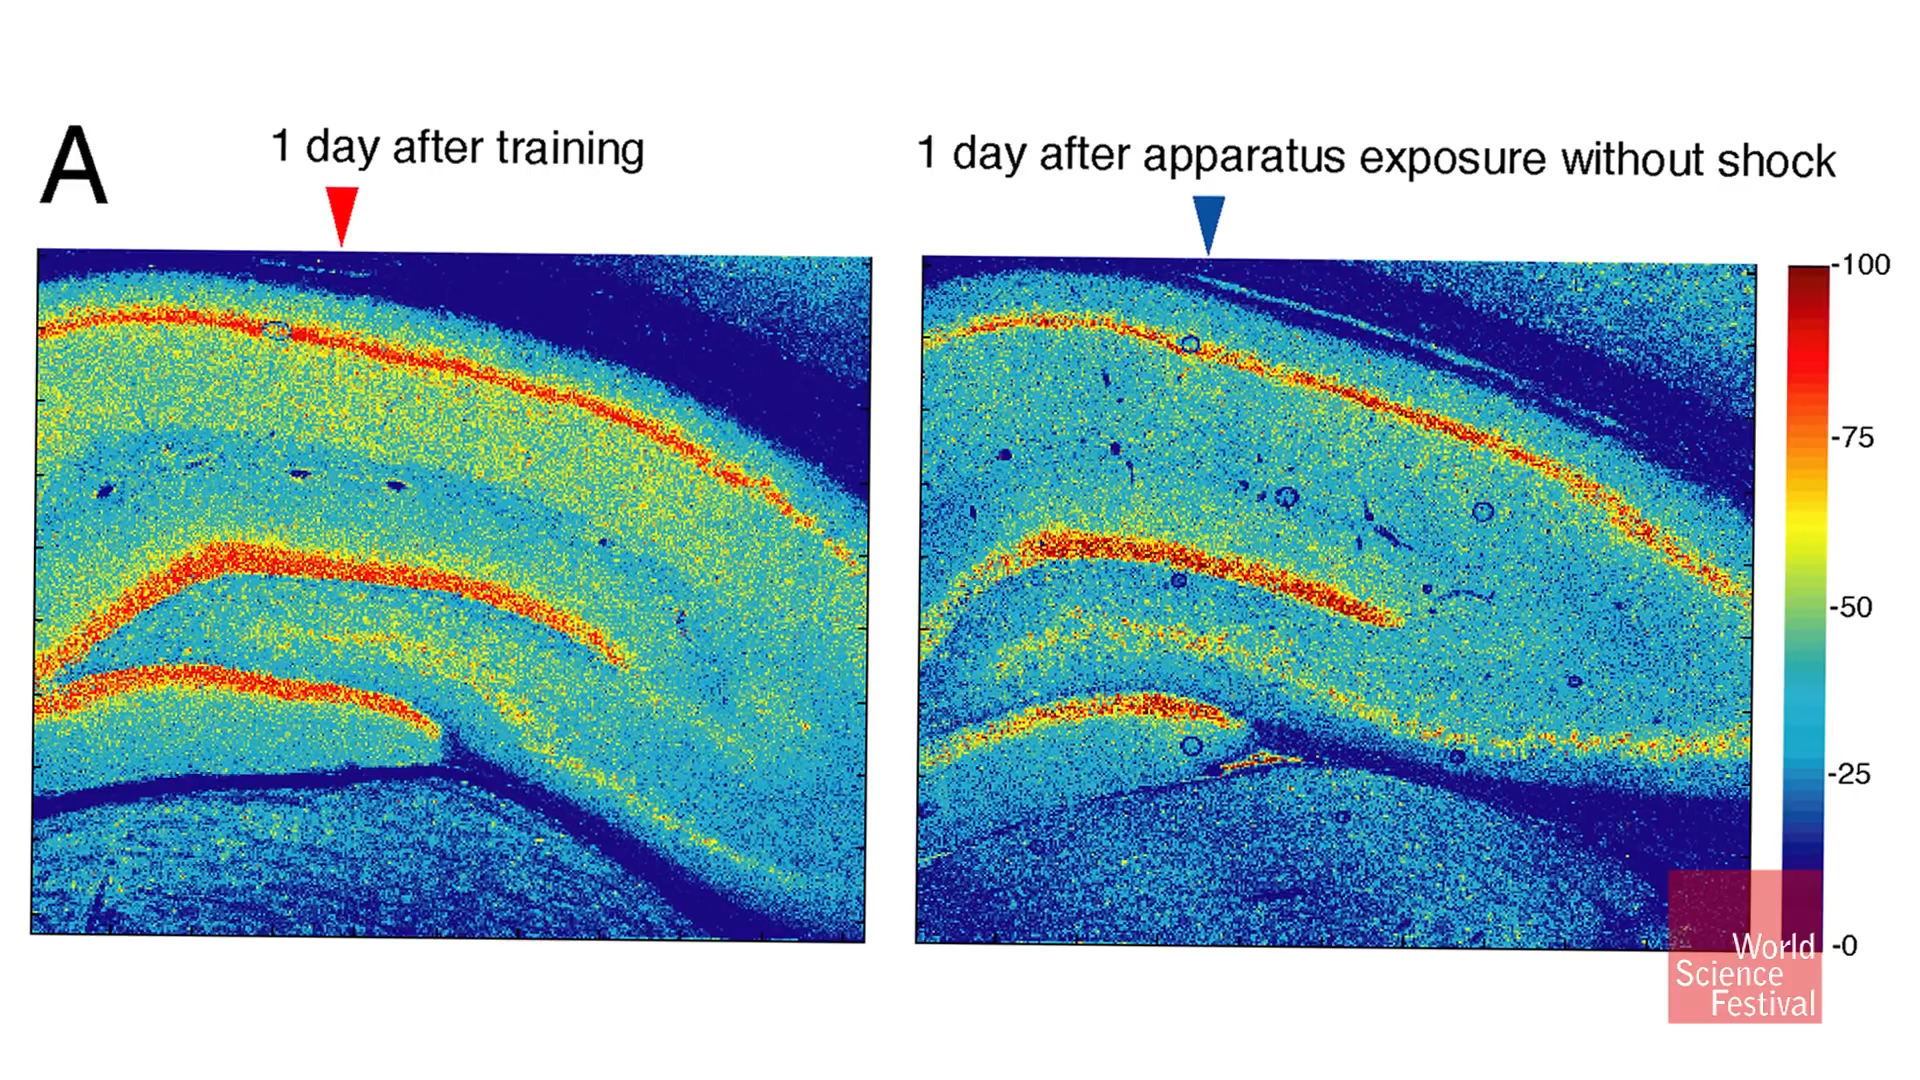 A
1 day after training
1 day after apparatus exposure without shock
-100
-75
-50
-25
-0
World
Science
Festival